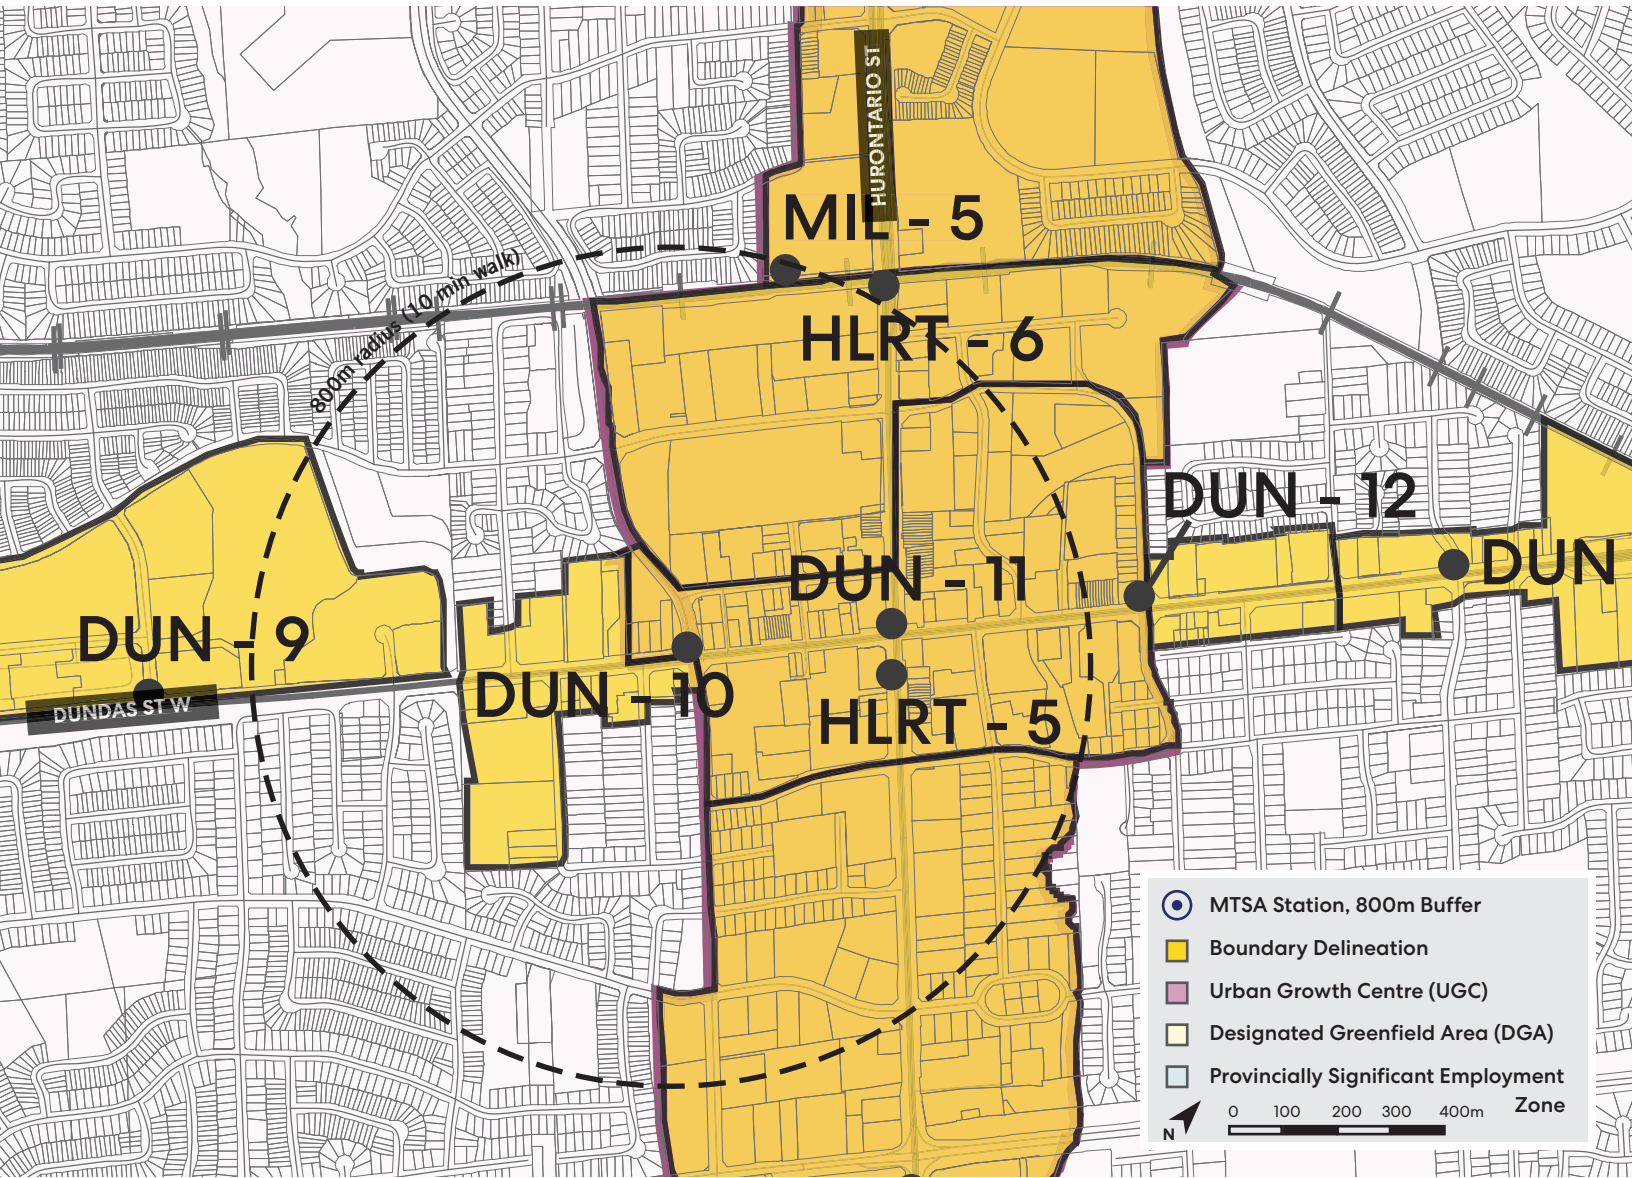 HURONTARIO ST
MIL - 5
800m radius (10 min walk)
HLRT - 6
DUN - 12
DUN - 11
DUN
DUN - 9
DUN - 10
DUNDAS ST W
HLRT - 5
MTSA Station, 800m Buffer
Boundary Delineation
Urban Growth Centre (UGC)
Designated Greenfield Area (DGA)
Provincially Significant Employment
Zone
N
0 100 200 300 400m